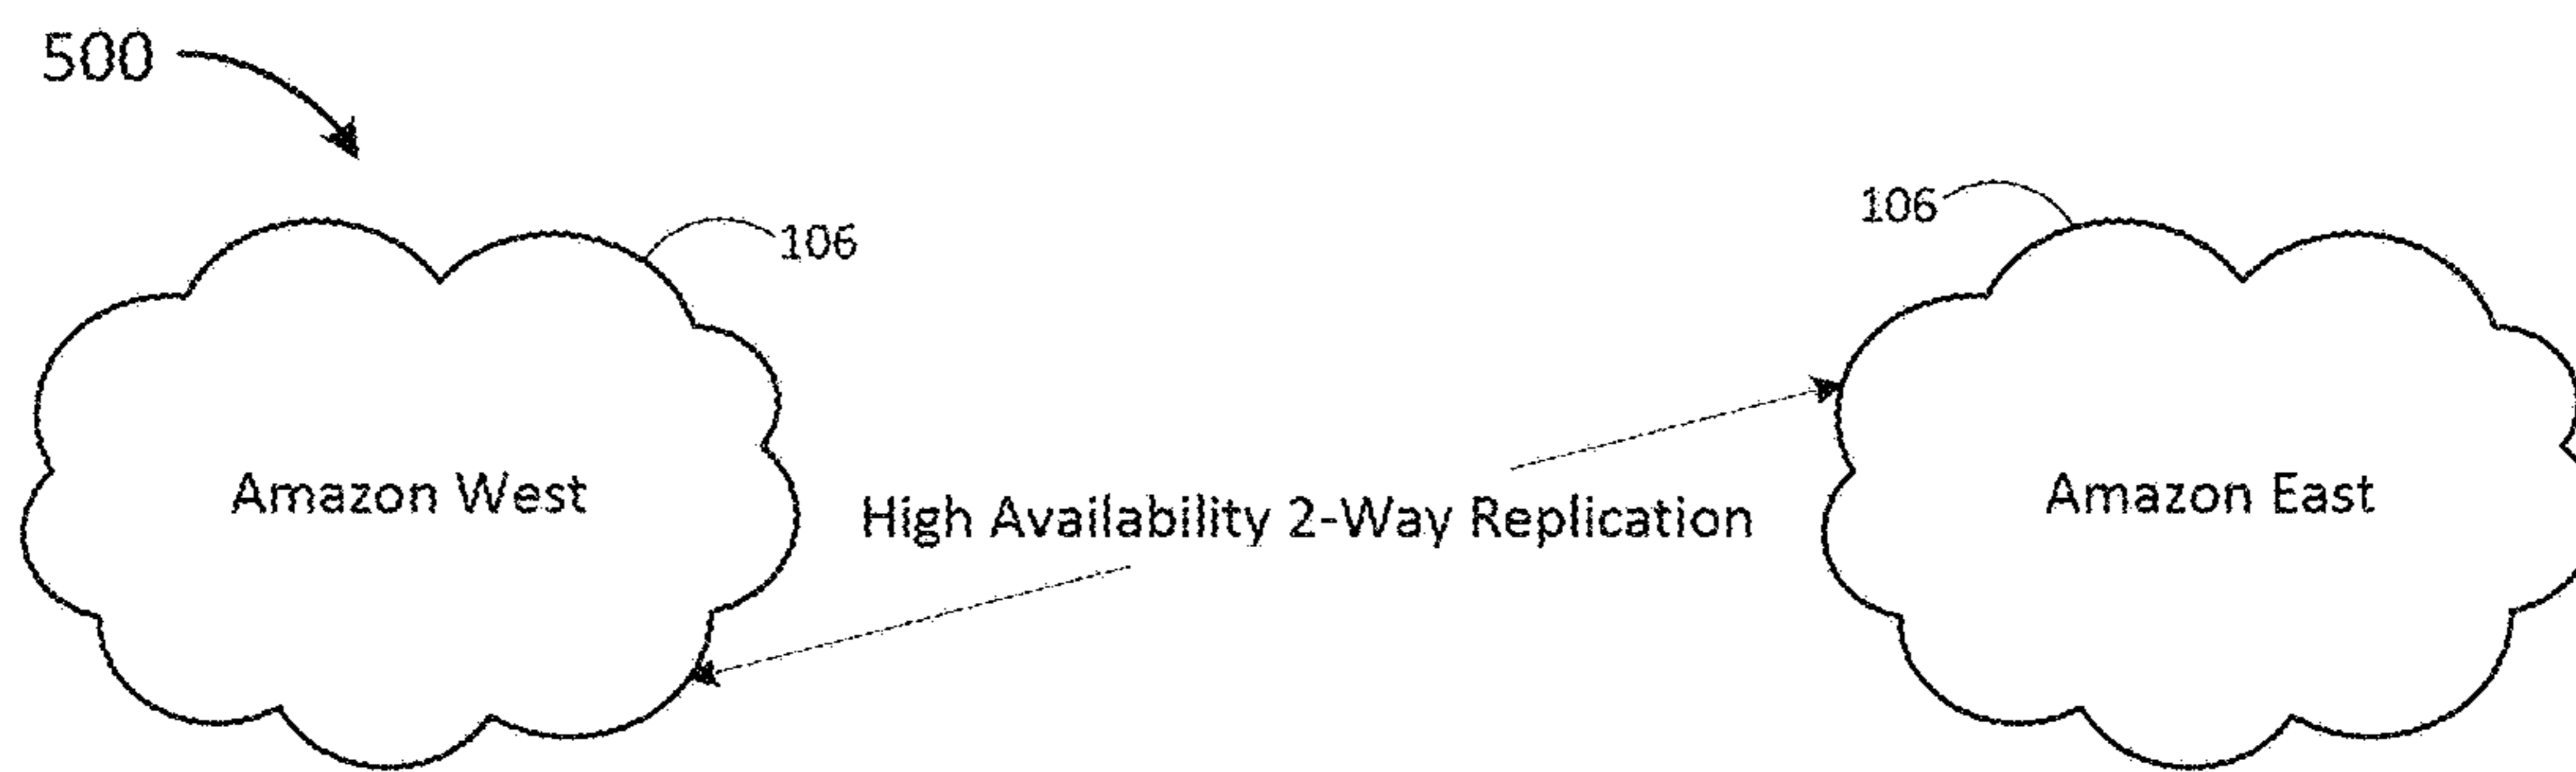 500
106
106
Amazon West
High Availability 2-Way Replication
Amazon East